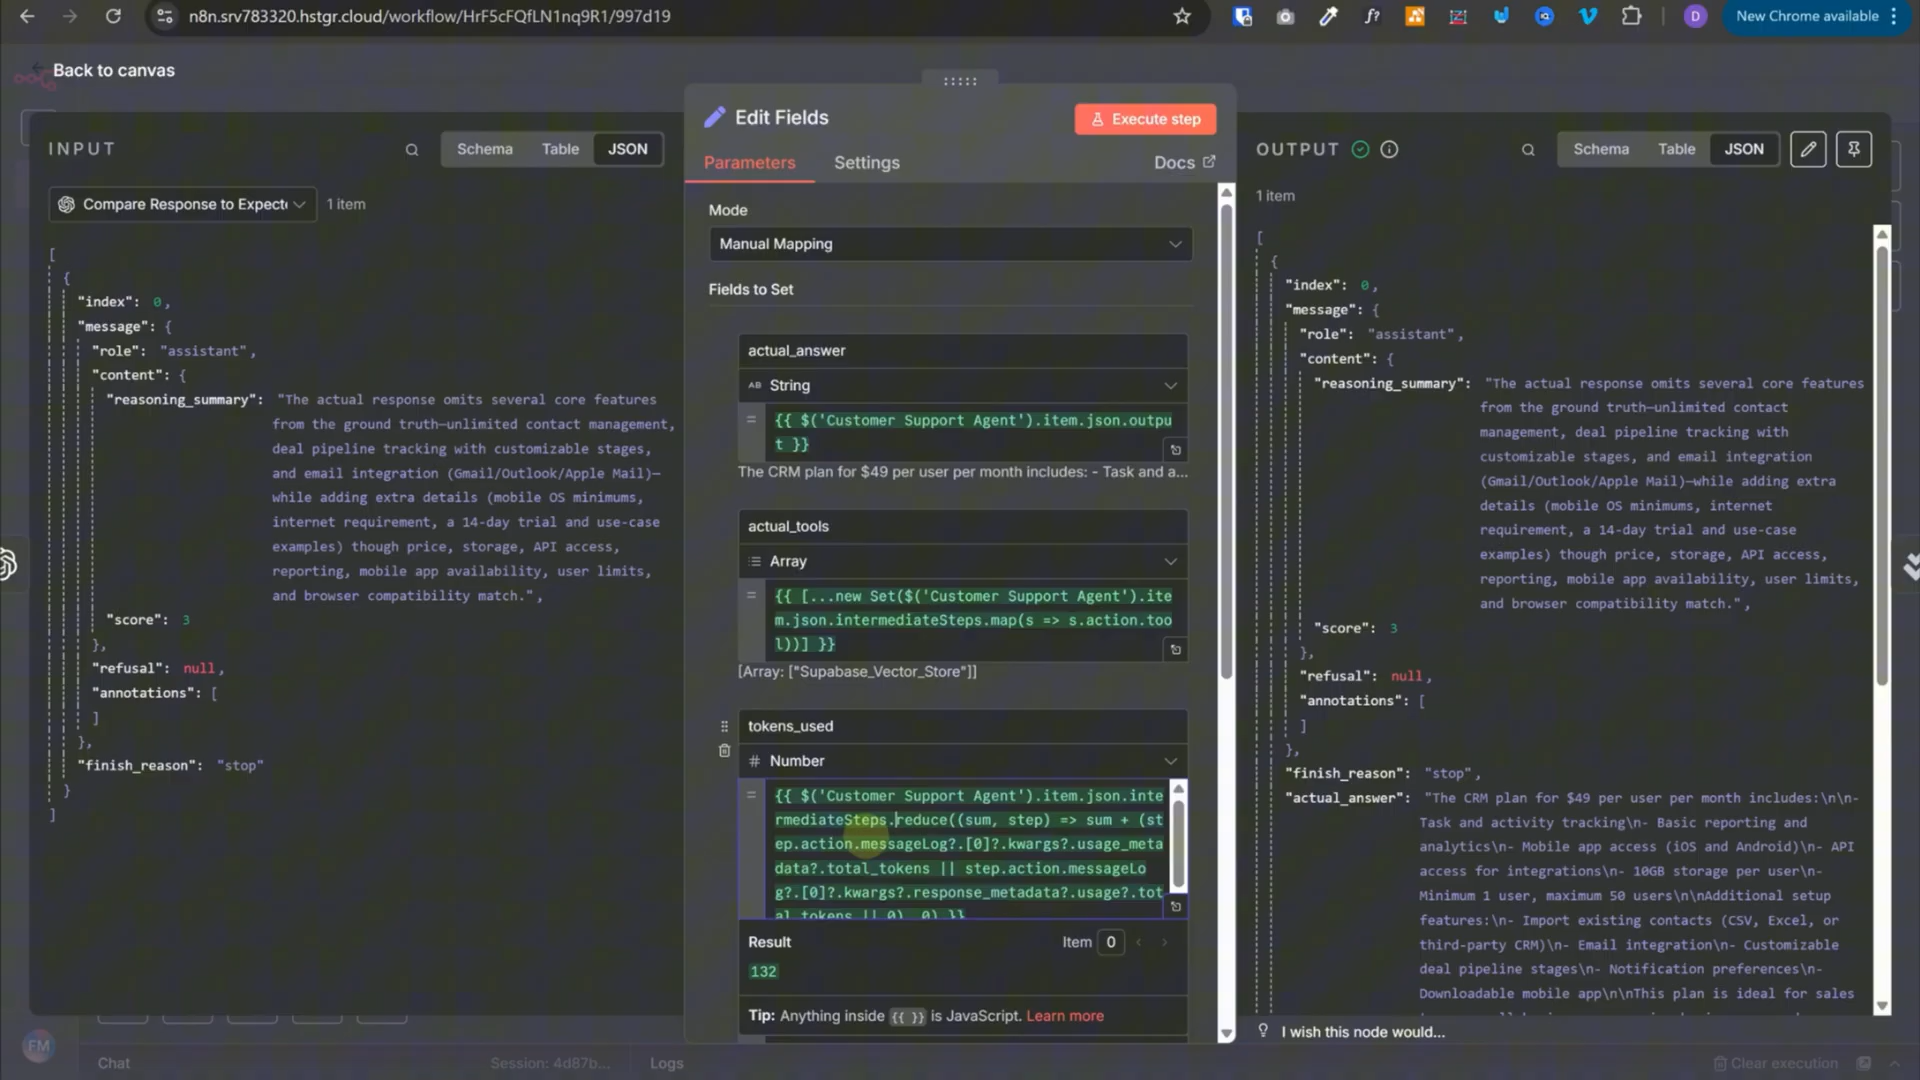 n8n.srv783320.hstgr.cloud/workflow/HrF5cFQfLN1nq9R1/997d19
New Chrome available
D
Back to canvas
INPUT
Schema
Table
JSON
Compare Response to Expecte
1 item
[
{
"index": 0,
"message": {
"role": "assistant",
"content": {
"reasoning_summary": "The actual response omits several core features
from the ground truth—unlimited contact management,
deal pipeline tracking with customizable stages,
and email integration (Gmail/Outlook/Apple Mail)—
while adding extra details (mobile OS minimums,
internet requirement, a 14-day trial and use-case
examples) though price, storage, API access,
reporting, mobile app availability, user limits,
and browser compatibility match.",
"score": 3
},
"refusal": null,
"annotations": [
]
},
"finish_reason": "stop"
}
]
Edit Fields
Execute step
Parameters
Settings
Docs
Mode
Manual Mapping
Fields to Set
actual_answer
AB String
= {{ $('Customer Support Agent').item.json.outpu
t }}
The CRM plan for $49 per user per month includes: - Task and a...
actual_tools
Array
= {{ [...new Set($('Customer Support Agent').ite
m.json.intermediateSteps.map(s => s.action.too
l))] }}
[Array: ["Supabase_Vector_Store"]]
tokens_used
# Number
= {{ $('Customer Support Agent').item.json.inte
rmediateSteps.reduce((sum, step) => sum + (st
ep.action.messageLog?.[0]?.kwargs?.usage_meta
data?.total_tokens || step.action.messageLo
g?.[0]?.kwargs?.response_metadata?.usage?.tot
al_tokens || 0), 0) }}
Result
Item 0
132
Tip: Anything inside {{ }} is JavaScript. Learn more
OUTPUT
Schema
Table
JSON
1 item
[
{
"index": 0,
"message": {
"role": "assistant",
"content": {
"reasoning_summary": "The actual response omits several core features
from the ground truth—unlimited contact
management, deal pipeline tracking with
customizable stages, and email integration
(Gmail/Outlook/Apple Mail)—while adding extra
details (mobile OS minimums, internet
requirement, a 14-day trial and use-case
examples) though price, storage, API access,
reporting, mobile app availability, user limits,
and browser compatibility match.",
"score": 3
},
"refusal": null,
"annotations": [
]
},
"finish_reason": "stop",
"actual_answer": "The CRM plan for $49 per user per month includes:\n\n-
Task and activity tracking\n- Basic reporting and
analytics\n- Mobile app access (iOS and Android)\n- API
access for integrations\n- 10GB storage per user\n-
Minimum 1 user, maximum 50 users\n\nAdditional setup
features:\n- Import existing contacts (CSV, Excel, or
third-party CRM)\n- Email integration\n- Customizable
deal pipeline stages\n- Notification preferences\n-
Downloadable mobile app\n\nThis plan is ideal for sales
I wish this node would...
FM
Chat
Session: 4d87b...
Logs
Clear execution